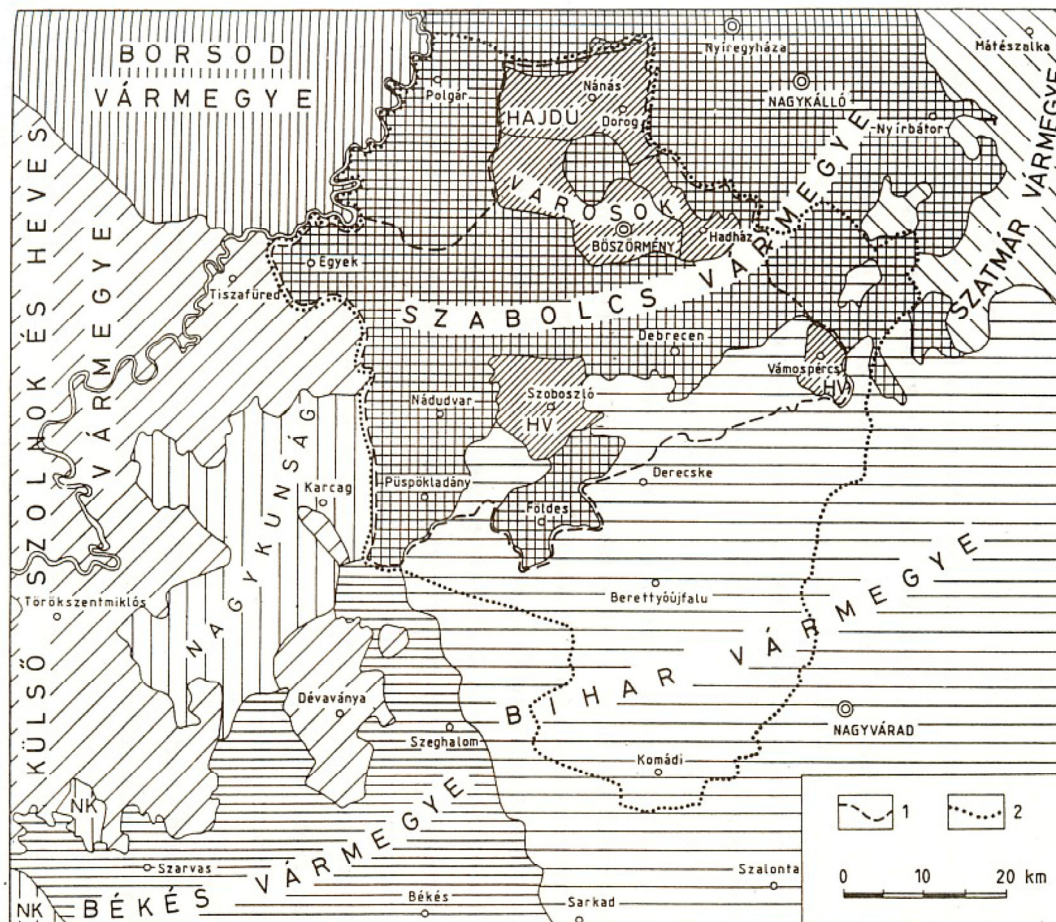 BORSOD
VÁRMEGYE
Nyíregyháza
Mátészalka
Polgár
Nánás
HAJDÚ
Dorog
NAGYKÁLLÓ
Nyírbátor
VÁROSOK
BÖSZÖRMÉNY
Hadház
SZATMÁR VÁRMEGYE
KÜLSŐ SZOLNOK ÉS HEVES
VÁRMEGYE
Egyek
Tiszafüred
SZABOLCS VÁRMEGYE
Debrecen
Vámospércs
HV
Nádudvar
Szoboszló
HV
NAGYKUNSÁG
Karcag
Püspökladány
Derecske
Földes
Törökszentmiklós
Berettyóújfalu
BIHAR VÁRMEGYE
Dévaványa
Szeghalom
NAGYVÁRAD
Komádi
NK
1
2
Szarvas
Szalonta
0 10 20 km
NK
BÉKÉS VÁRMEGYE
Békés
Sarkad